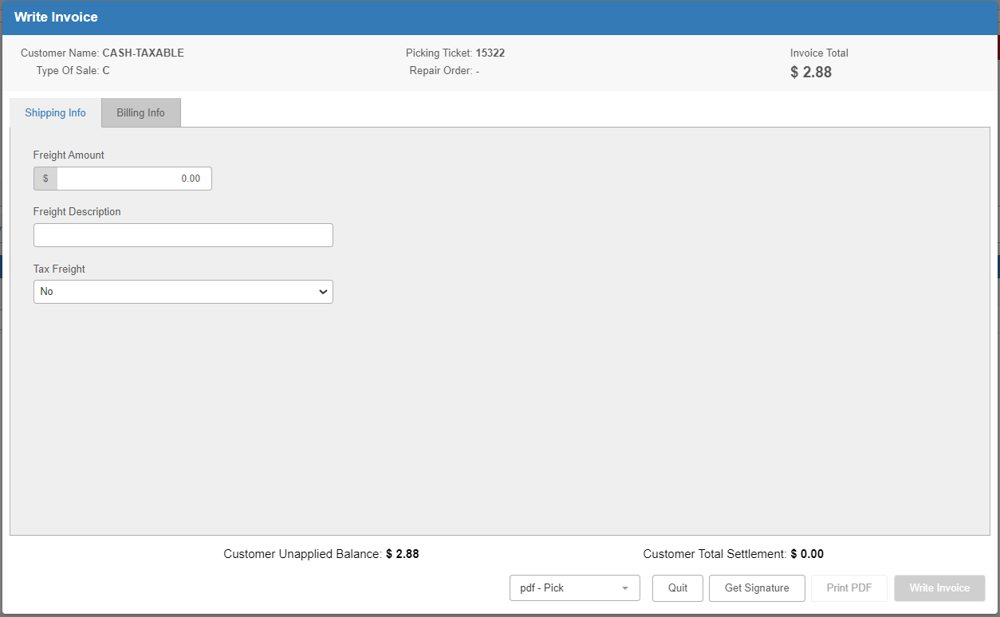 Write Invoice
Customer Name: CASH-TAXABLE
Type Of Sale: C
Picking Ticket: 15322
Repair Order: -
Invoice Total
$ 2.88
Shipping Info
Billing Info
Freight Amount
$ 0.00
Freight Description
Tax Freight
No
Customer Unapplied Balance: $ 2.88
Customer Total Settlement: $ 0.00
pdf - Pick
Quit
Get Signature
Print PDF
Write Invoice